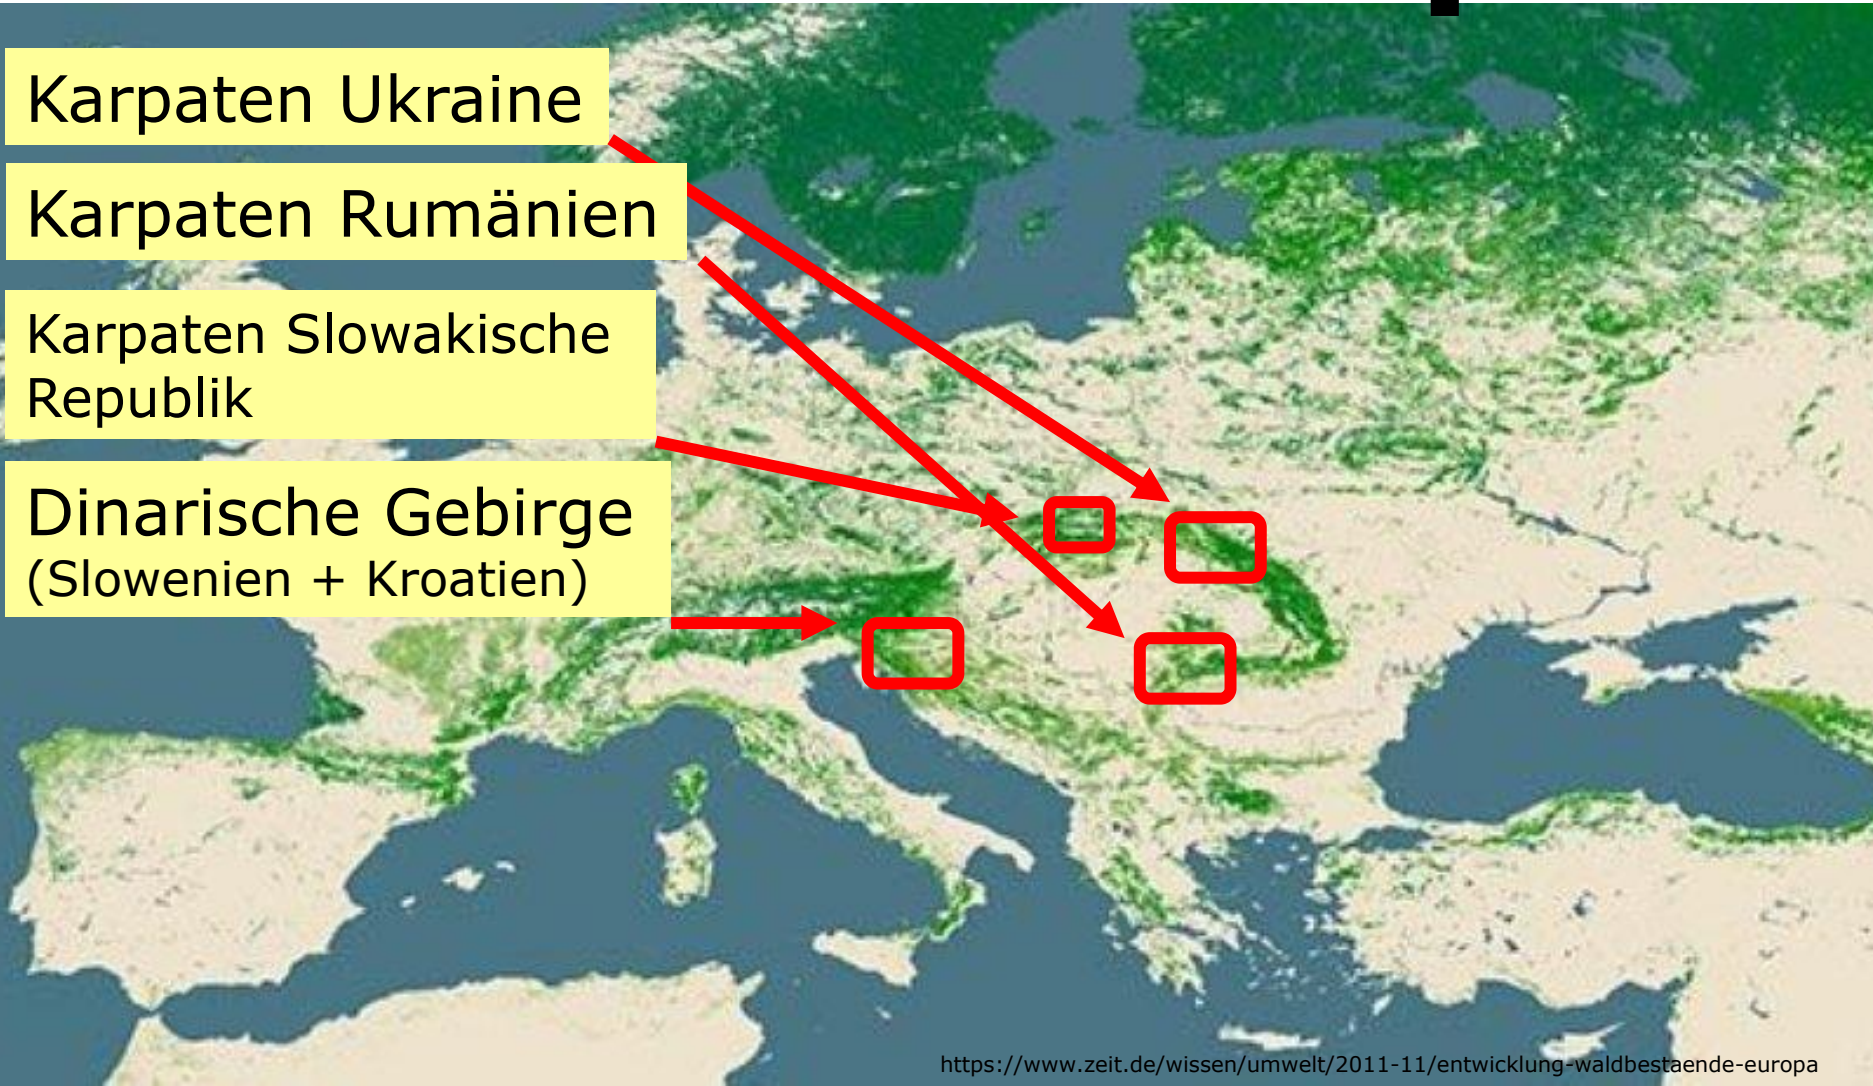 Karpaten Ukraine
Karpaten Rumänien
Karpaten Slowakische
Republik
Dinarische Gebirge
(Slowenien + Kroatien)
https://www.zeit.de/wissen/umwelt/2011-11/entwicklung-waldbestaende-europa